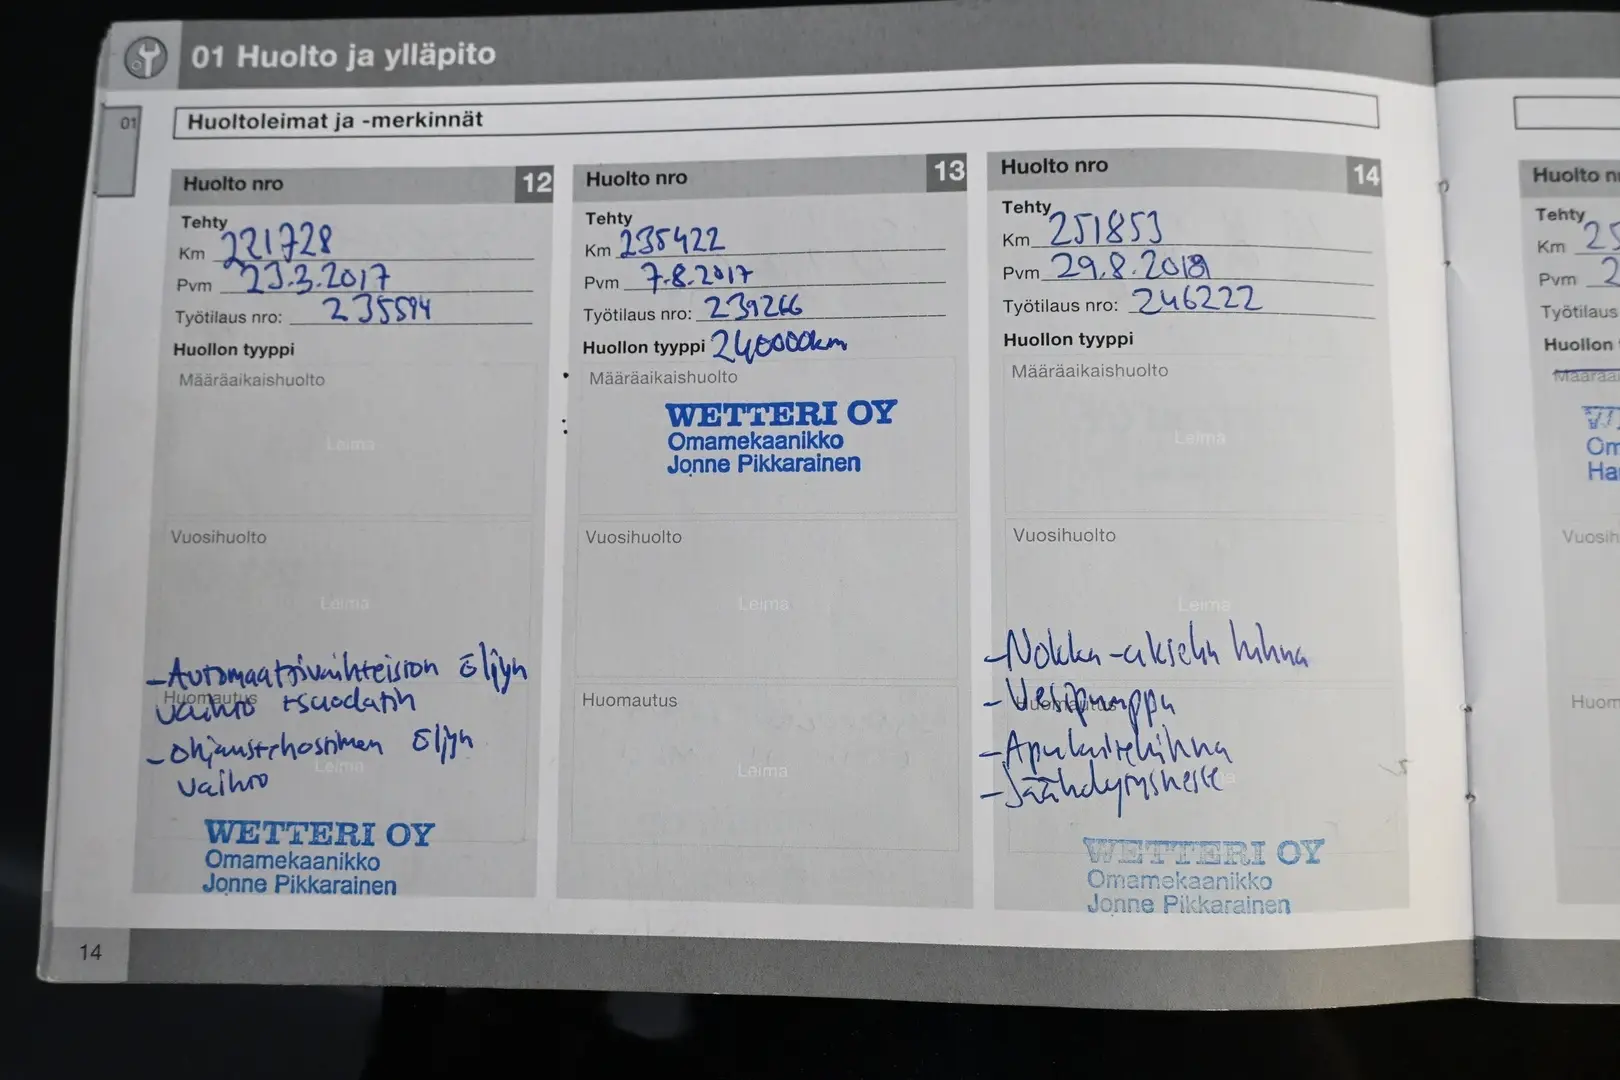 01 Huolto ja ylläpito
01
Huoltoleimat ja -merkinnät
Huolto nro 12
Tehty
Km 221728
Pvm 23.3.2017
Työtilaus nro: 235594
Huollon tyyppi
Määräaikaishuolto
Leima
Vuosihuolto
Leima
-Automaattivaihteiston öljyn
Huomautus
vaihto +suodatin
-Ohjaustehostimen öljyn
Leima
vaihto
WETTERI OY
Omamekaanikko
Jonne Pikkarainen
Huolto nro 13
Tehty
Km 235422
Pvm 7.8.2017
Työtilaus nro: 239266
Huollon tyyppi 240000km
Määräaikaishuolto
WETTERI OY
Omamekaanikko
Jonne Pikkarainen
Vuosihuolto
Leima
Huomautus
Leima
Huolto nro 14
Tehty
Km 251853
Pvm 29.8.2018
Työtilaus nro: 246222
Huollon tyyppi
Määräaikaishuolto
Leima
Vuosihuolto
Leima
-Nokka-akselin hihna
Huomautus
-Vesipumppu
-Apulaitehihna
-Jäähdytysneste
WETTERI OY
Omamekaanikko
Jonne Pikkarainen
14
Huolto
Tehty
Km
Pvm
Työtilaus
Huollon